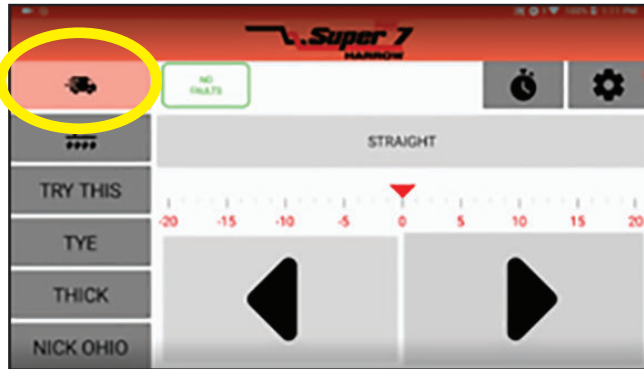 Super 7
HARROW
NO
FAULTS
STRAIGHT
TRY THIS
-20 -15 -10 -5 0 5 10 15 20
TYE
THICK
NICK OHIO